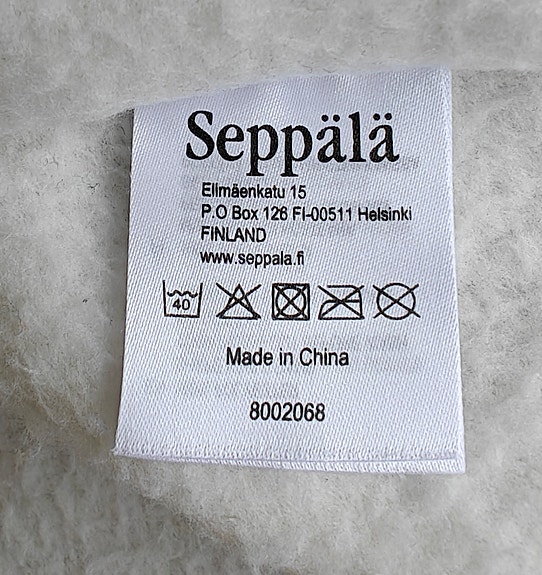 Seppälä
Elimäenkatu 15
P.O Box 126 FI-00511 Helsinki
FINLAND
www.seppala.fi
40
Made in China
8002068